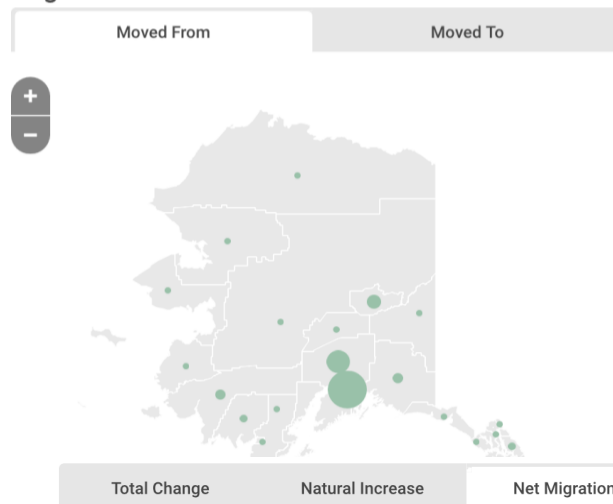 Moved From
Moved To
+
−
Total Change
Natural Increase
Net Migration